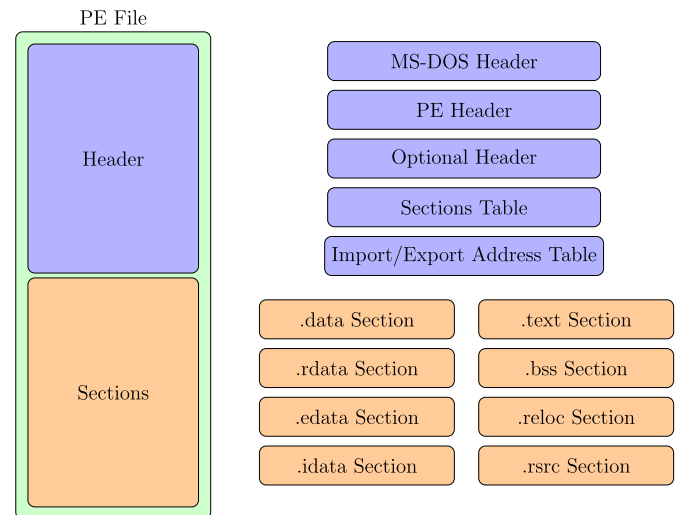 PE File
Header
Sections
MS-DOS Header
PE Header
Optional Header
Sections Table
Import/Export Address Table
.data Section
.text Section
.rdata Section
.bss Section
.edata Section
.reloc Section
.idata Section
.rsrc Section